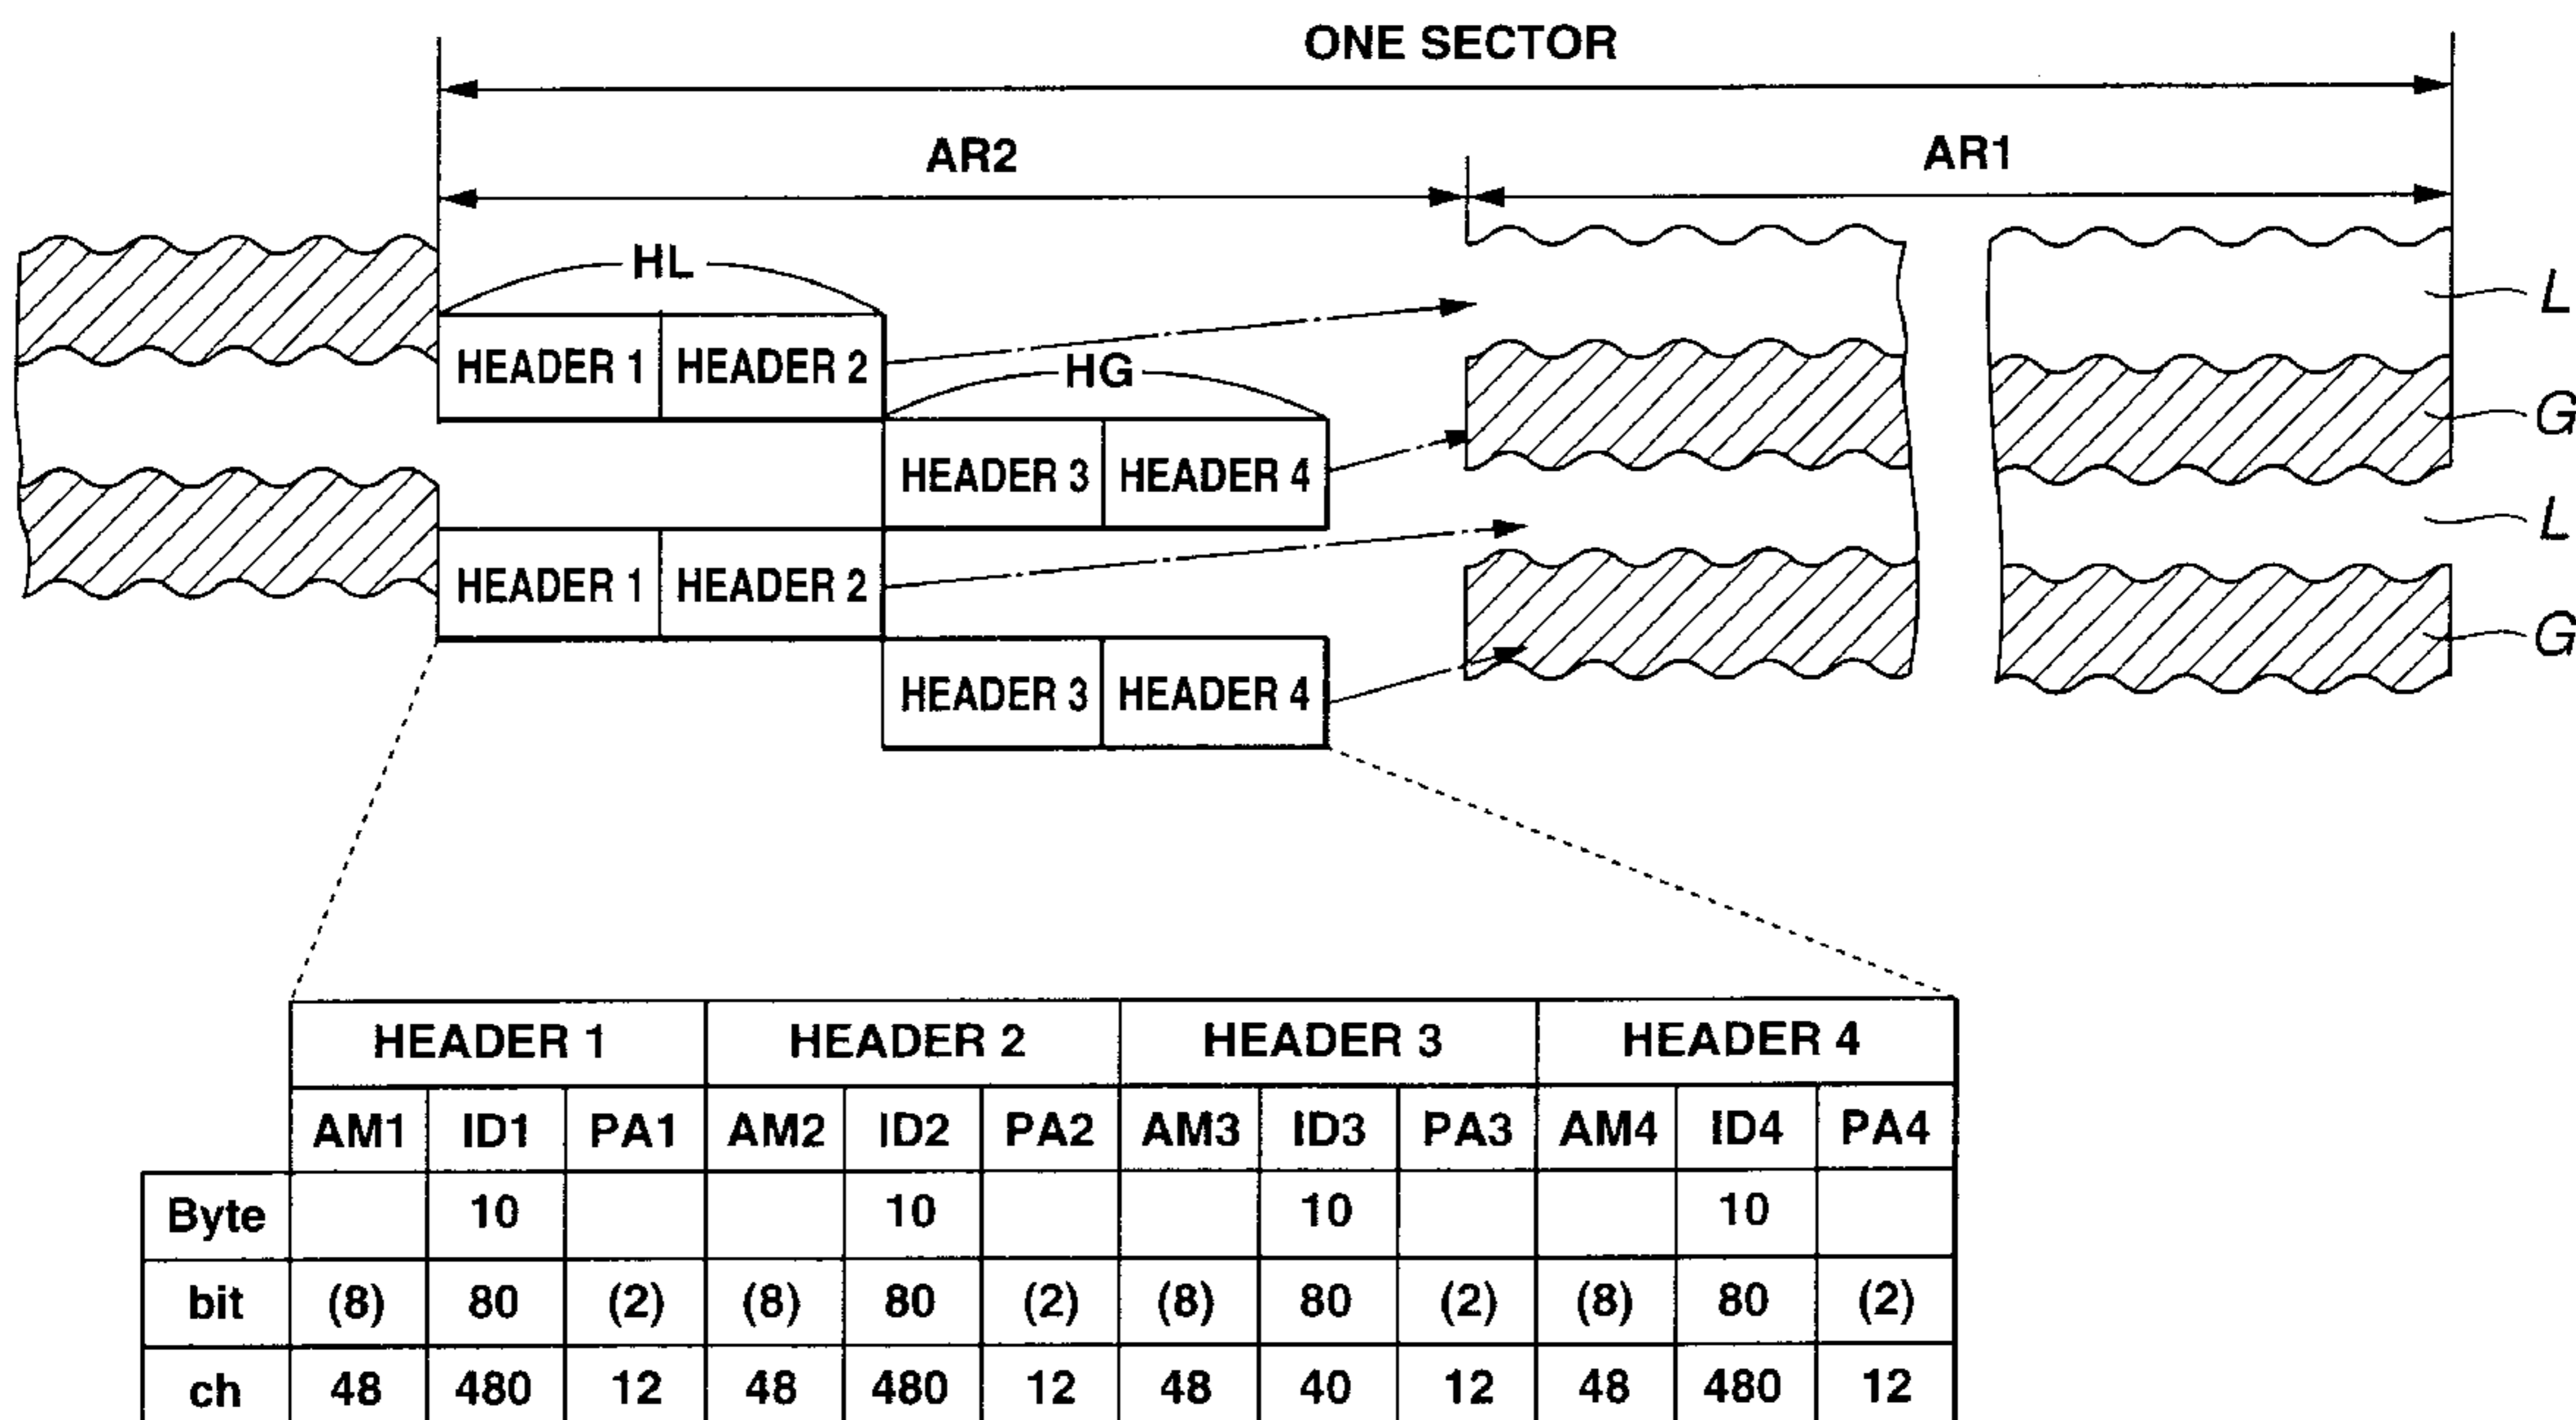 ONE SECTOR
AR2 AR1
HL
L
HEADER 1 HEADER 2
HG
G
HEADER 3 HEADER 4
L
HEADER 1 HEADER 2
G
HEADER 3 HEADER 4
HEADER 1 HEADER 2 HEADER 3 HEADER 4
AM1 ID1 PA1 AM2 ID2 PA2 AM3 ID3 PA3 AM4 ID4 PA4
Byte 10 10 10 10
bit (8) 80 (2) (8) 80 (2) (8) 80 (2) (8) 80 (2)
ch 48 480 12 48 480 12 48 40 12 48 480 12